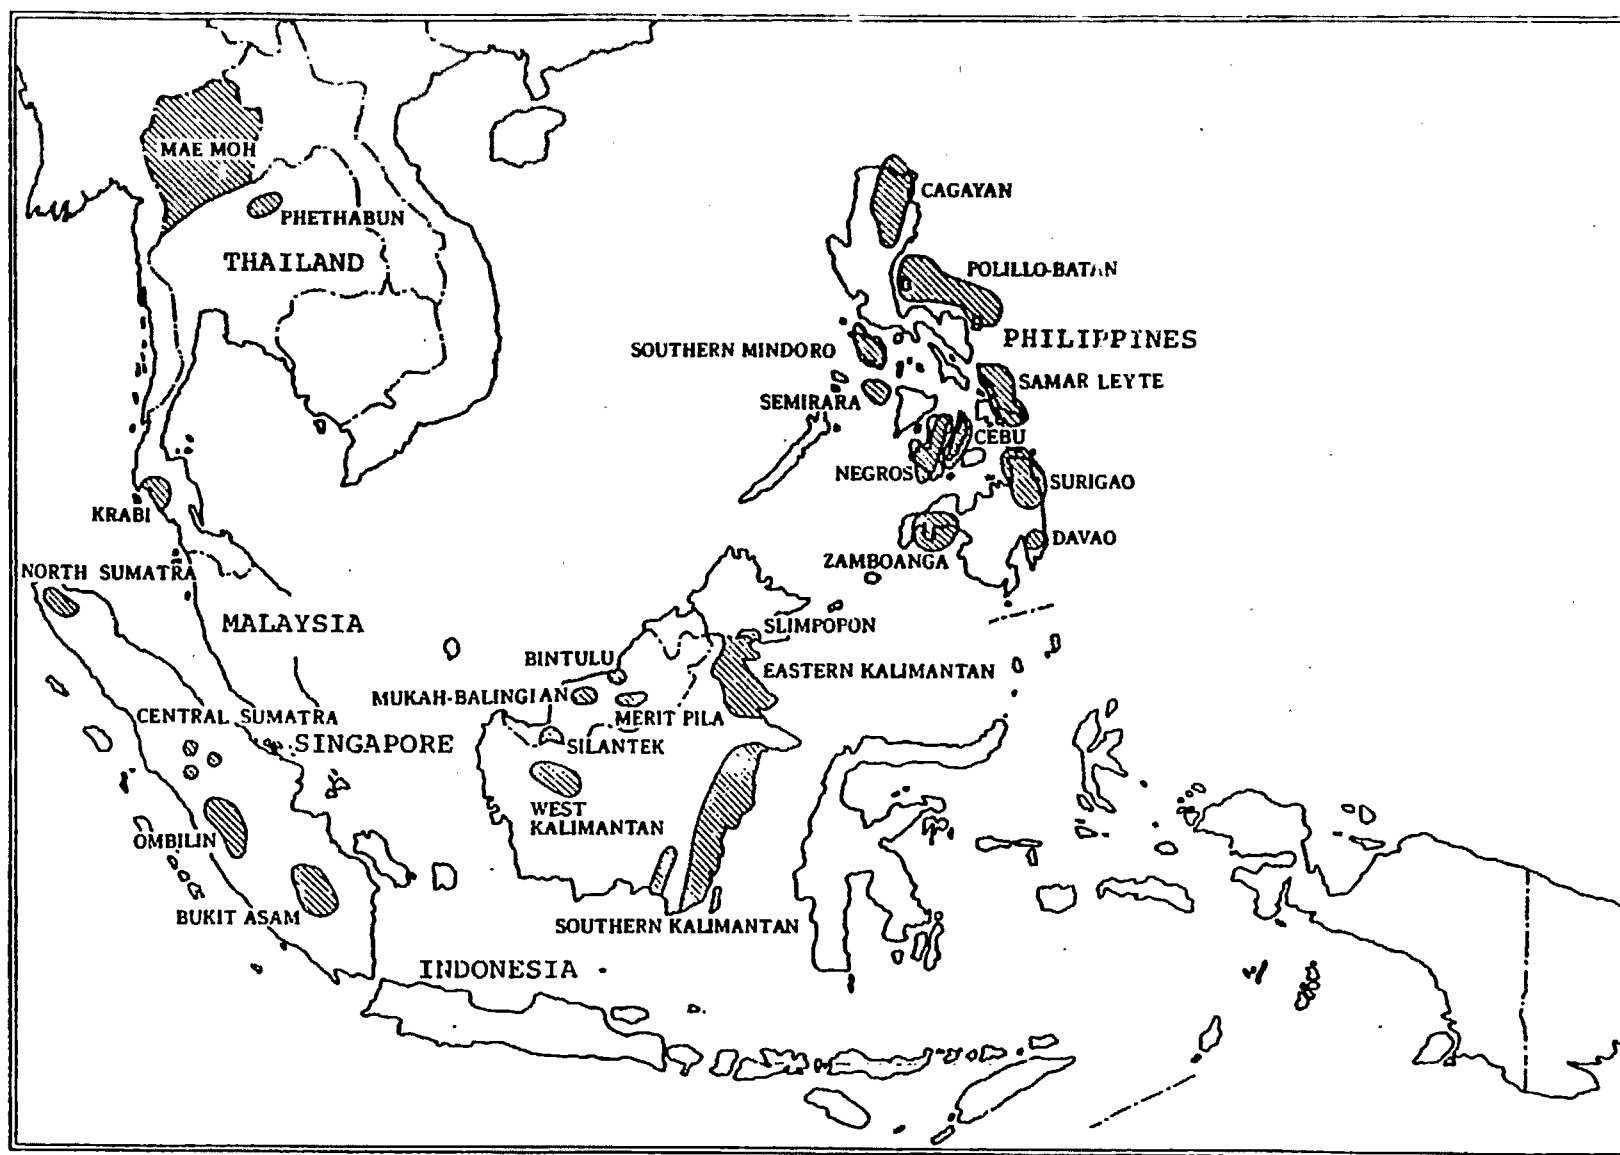 MAE MOH
CAGAYAN
PHETHABUN
THAILAND
POLILLO-BATAN
PHILIPPINES
SOUTHERN MINDORO
SAMAR LEYTE
SEMIRARA
CEBU
NEGROS
SURIGAO
KRABI
DAVAO
ZAMBOANGA
NORTH SUMATRA
MALAYSIA
SLIMPOPON
BINTULU
EASTERN KALIMANTAN
MUKAH-BALINGIAN
CENTRAL SUMATRA
MERIT PILA
SINGAPORE
SILANTEK
WEST
KALIMANTAN
OMBILIN
BUKIT ASAM
SOUTHERN KALIMANTAN
INDONESIA